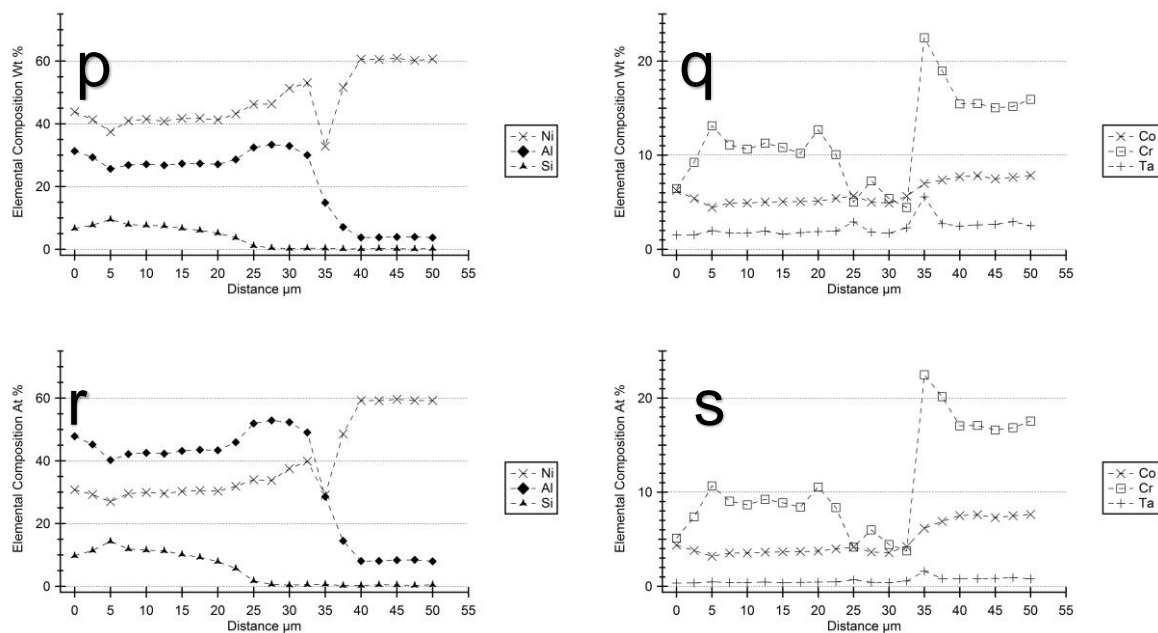 p
Elemental Composition Wt %
60
40
20
0
0 5 10 15 20 25 30 35 40 45 50 55
Distance µm
Ni
Al
Si
q
Elemental Composition Wt %
20
10
0
0 5 10 15 20 25 30 35 40 45 50 55
Distance µm
Co
Cr
Ta
r
Elemental Composition At %
60
40
20
0
0 5 10 15 20 25 30 35 40 45 50 55
Distance µm
Ni
Al
Si
s
Elemental Composition At %
20
10
0
0 5 10 15 20 25 30 35 40 45 50 55
Distance µm
Co
Cr
Ta